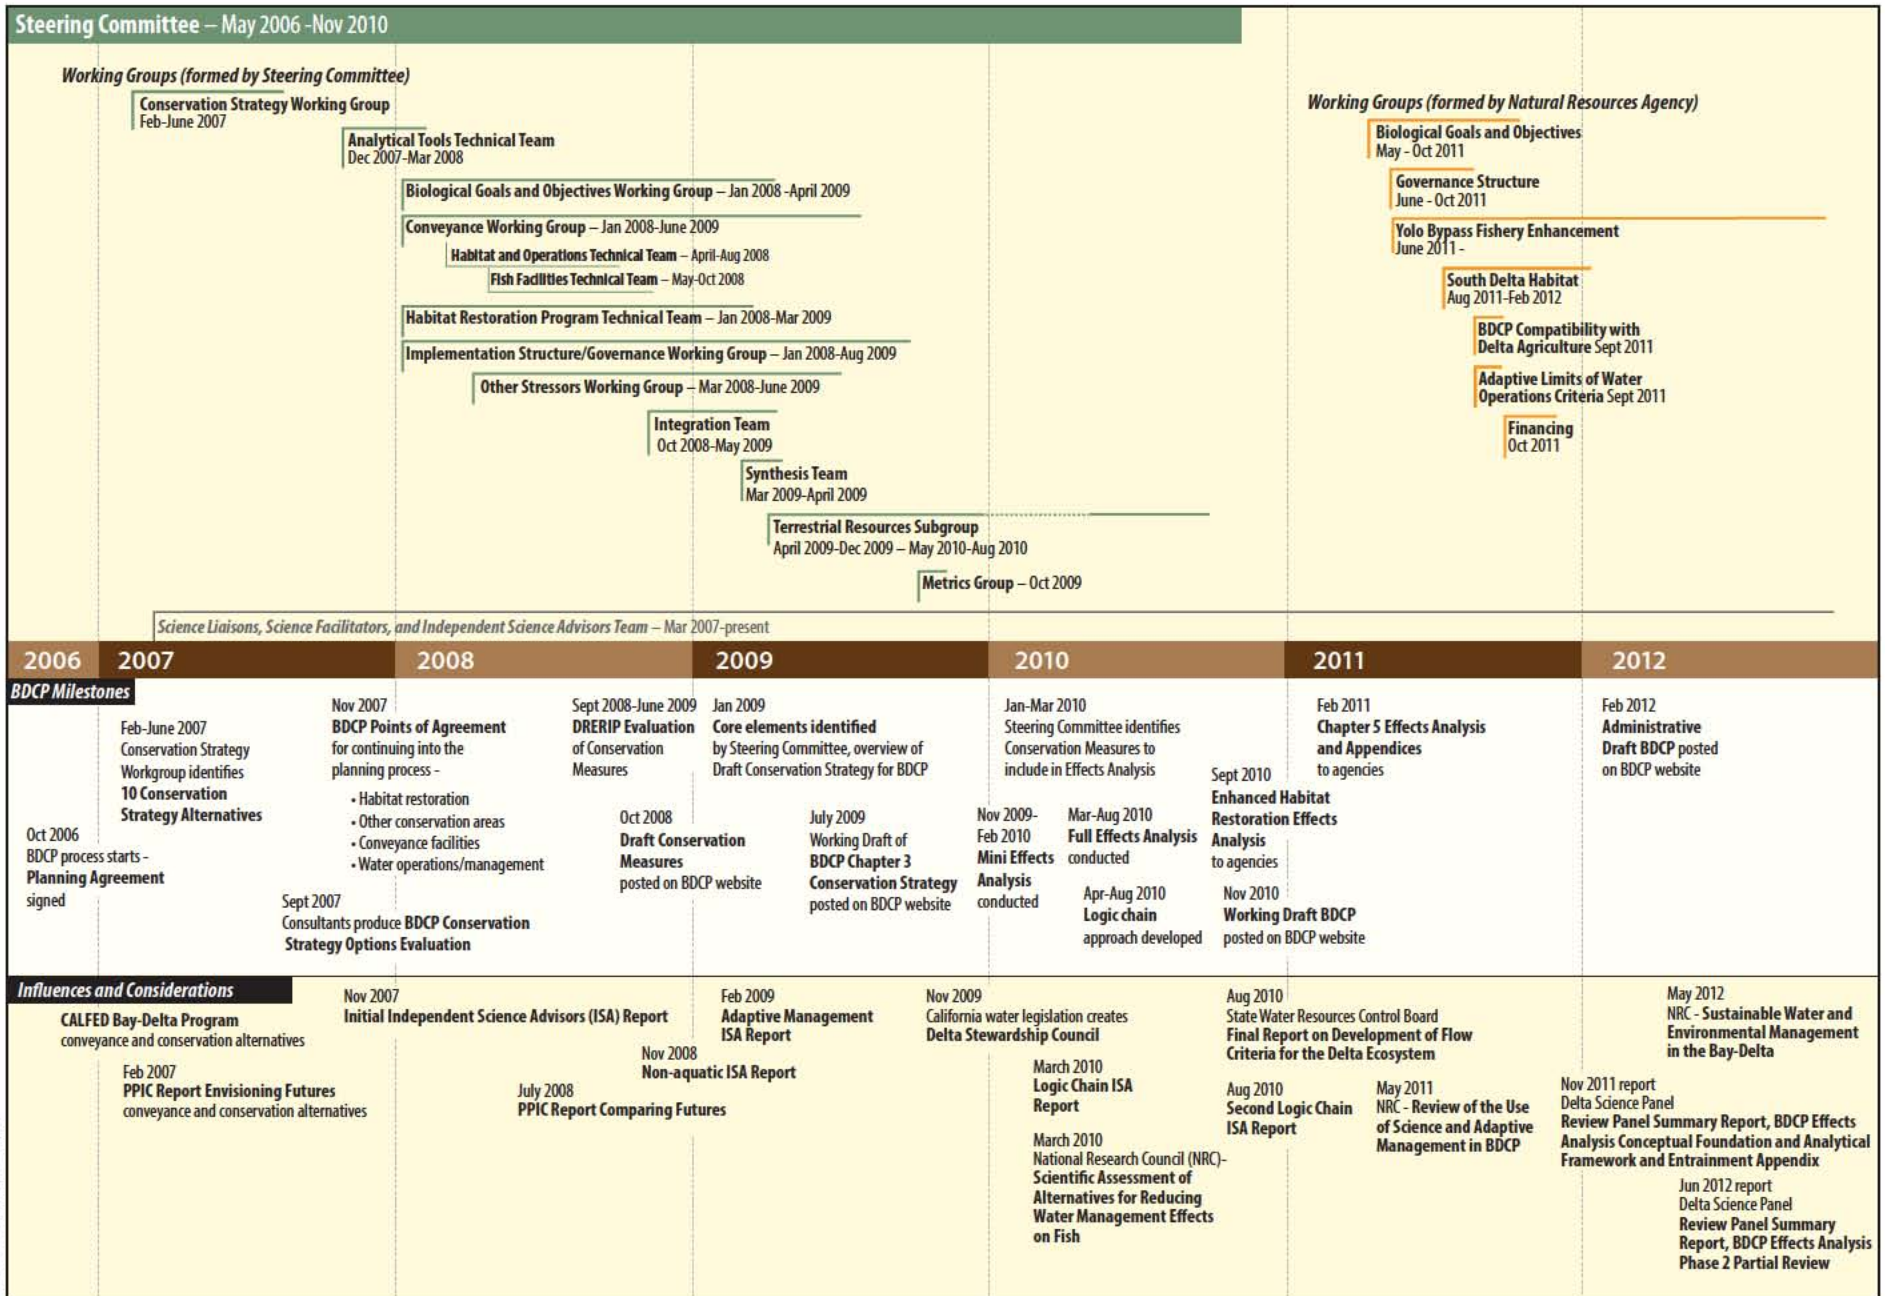 Steering Committee – May 2006 -Nov 2010
Working Groups (formed by Steering Committee)
Conservation Strategy Working Group
Feb-June 2007
Analytical Tools Technical Team
Dec 2007-Mar 2008
Biological Goals and Objectives Working Group – Jan 2008 -April 2009
Conveyance Working Group – Jan 2008-June 2009
Habitat and Operations Technical Team – April-Aug 2008
Fish Facilities Technical Team – May-Oct 2008
Habitat Restoration Program Technical Team – Jan 2008-Mar 2009
Implementation Structure/Governance Working Group – Jan 2008-Aug 2009
Other Stressors Working Group – Mar 2008-June 2009
Integration Team
Oct 2008-May 2009
Synthesis Team
Mar 2009-April 2009
Terrestrial Resources Subgroup
April 2009-Dec 2009 – May 2010-Aug 2010
Metrics Group – Oct 2009
Science Liaisons, Science Facilitators, and Independent Science Advisors Team – Mar 2007-present
Working Groups (formed by Natural Resources Agency)
Biological Goals and Objectives
May - Oct 2011
Governance Structure
June - Oct 2011
Yolo Bypass Fishery Enhancement
June 2011 -
South Delta Habitat
Aug 2011-Feb 2012
BDCP Compatibility with
Delta Agriculture Sept 2011
Adaptive Limits of Water
Operations Criteria Sept 2011
Financing
Oct 2011
2006 2007 2008 2009 2010 2011 2012
BDCP Milestones
Oct 2006
BDCP process starts -
Planning Agreement
signed
Feb-June 2007
Conservation Strategy
Workgroup identifies
10 Conservation
Strategy Alternatives
Sept 2007
Consultants produce BDCP Conservation
Strategy Options Evaluation
Nov 2007
BDCP Points of Agreement
for continuing into the
planning process -
• Habitat restoration
• Other conservation areas
• Conveyance facilities
• Water operations/management
Sept 2008-June 2009
DRERIP Evaluation
of Conservation
Measures
Oct 2008
Draft Conservation
Measures
posted on BDCP website
Jan 2009
Core elements identified
by Steering Committee, overview of
Draft Conservation Strategy for BDCP
July 2009
Working Draft of
BDCP Chapter 3
Conservation Strategy
posted on BDCP website
Nov 2009-
Feb 2010
Mini Effects
Analysis
conducted
Jan-Mar 2010
Steering Committee identifies
Conservation Measures to
include in Effects Analysis
Mar-Aug 2010
Full Effects Analysis
conducted
Apr-Aug 2010
Logic chain
approach developed
Sept 2010
Enhanced Habitat
Restoration Effects
Analysis
to agencies
Nov 2010
Working Draft BDCP
posted on BDCP website
Feb 2011
Chapter 5 Effects Analysis
and Appendices
to agencies
Feb 2012
Administrative
Draft BDCP posted
on BDCP website
Influences and Considerations
CALFED Bay-Delta Program
conveyance and conservation alternatives
Feb 2007
PPIC Report Envisioning Futures
conveyance and conservation alternatives
Nov 2007
Initial Independent Science Advisors (ISA) Report
July 2008
PPIC Report Comparing Futures
Nov 2008
Non-aquatic ISA Report
Feb 2009
Adaptive Management
ISA Report
Nov 2009
California water legislation creates
Delta Stewardship Council
March 2010
Logic Chain ISA
Report
March 2010
National Research Council (NRC)-
Scientific Assessment of
Alternatives for Reducing
Water Management Effects
on Fish
Aug 2010
State Water Resources Control Board
Final Report on Development of Flow
Criteria for the Delta Ecosystem
Aug 2010
Second Logic Chain
ISA Report
May 2011
NRC - Review of the Use
of Science and Adaptive
Management in BDCP
Nov 2011 report
Delta Science Panel
Review Panel Summary Report, BDCP Effects
Analysis Conceptual Foundation and Analytical
Framework and Entrainment Appendix
May 2012
NRC - Sustainable Water and
Environmental Management
in the Bay-Delta
Jun 2012 report
Delta Science Panel
Review Panel Summary
Report, BDCP Effects Analysis
Phase 2 Partial Review